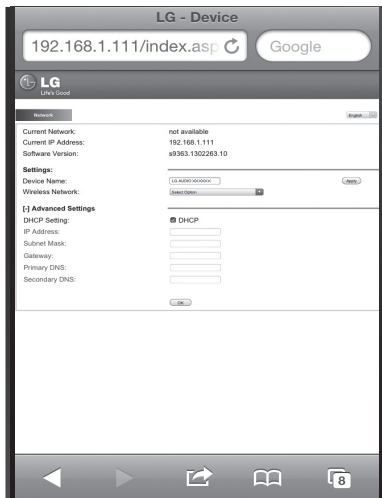 LG - Device
192.168.1.111/index.asp
Google
LG
Life's Good
Network
English
Current Network: not available
Current IP Address: 192.168.1.111
Software Version: s9363.1302263.10
Settings:
Device Name: LG AUDIO XXXXXX Apply
Wireless Network: Select Option
[-] Advanced Settings
DHCP Setting: DHCP
IP Address:
Subnet Mask:
Gateway:
Primary DNS:
Secondary DNS:
OK
8